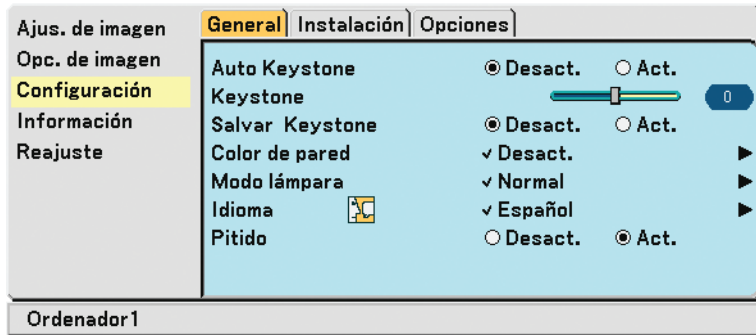 Ajus. de imagen
Opc. de imagen
Configuración
Información
Reajuste
General Instalación Opciones
Auto Keystone Desact. Act.
Keystone 0
Salvar Keystone Desact. Act.
Color de pared Desact.
Modo lámpara Normal
Idioma Español
Pitido Desact. Act.
Ordenador1